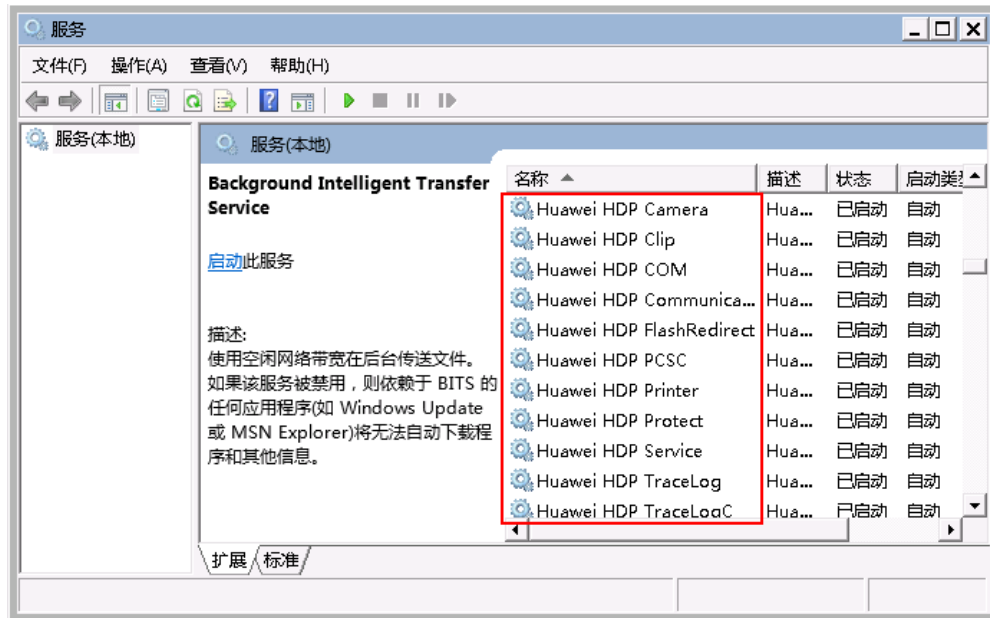 服务
文件(F) 操作(A) 查看(V) 帮助(H)
服务(本地)
服务(本地)
Background Intelligent Transfer
Service
启动此服务
描述:
使用空闲网络带宽在后台传送文件。
如果该服务被禁用，则依赖于 BITS 的
任何应用程序(如 Windows Update
或 MSN Explorer)将无法自动下载程
序和其他信息。
名称 描述 状态 启动类型
Huawei HDP Camera Hua... 已启动 自动
Huawei HDP Clip Hua... 已启动 自动
Huawei HDP COM Hua... 已启动 自动
Huawei HDP Communica... Hua... 已启动 自动
Huawei HDP FlashRedirect Hua... 已启动 自动
Huawei HDP PCSC Hua... 已启动 自动
Huawei HDP Printer Hua... 已启动 自动
Huawei HDP Protect Hua... 已启动 自动
Huawei HDP Service Hua... 已启动 自动
Huawei HDP TraceLog Hua... 已启动 自动
Huawei HDP TraceLogC Hua... 已启动 自动
扩展 标准